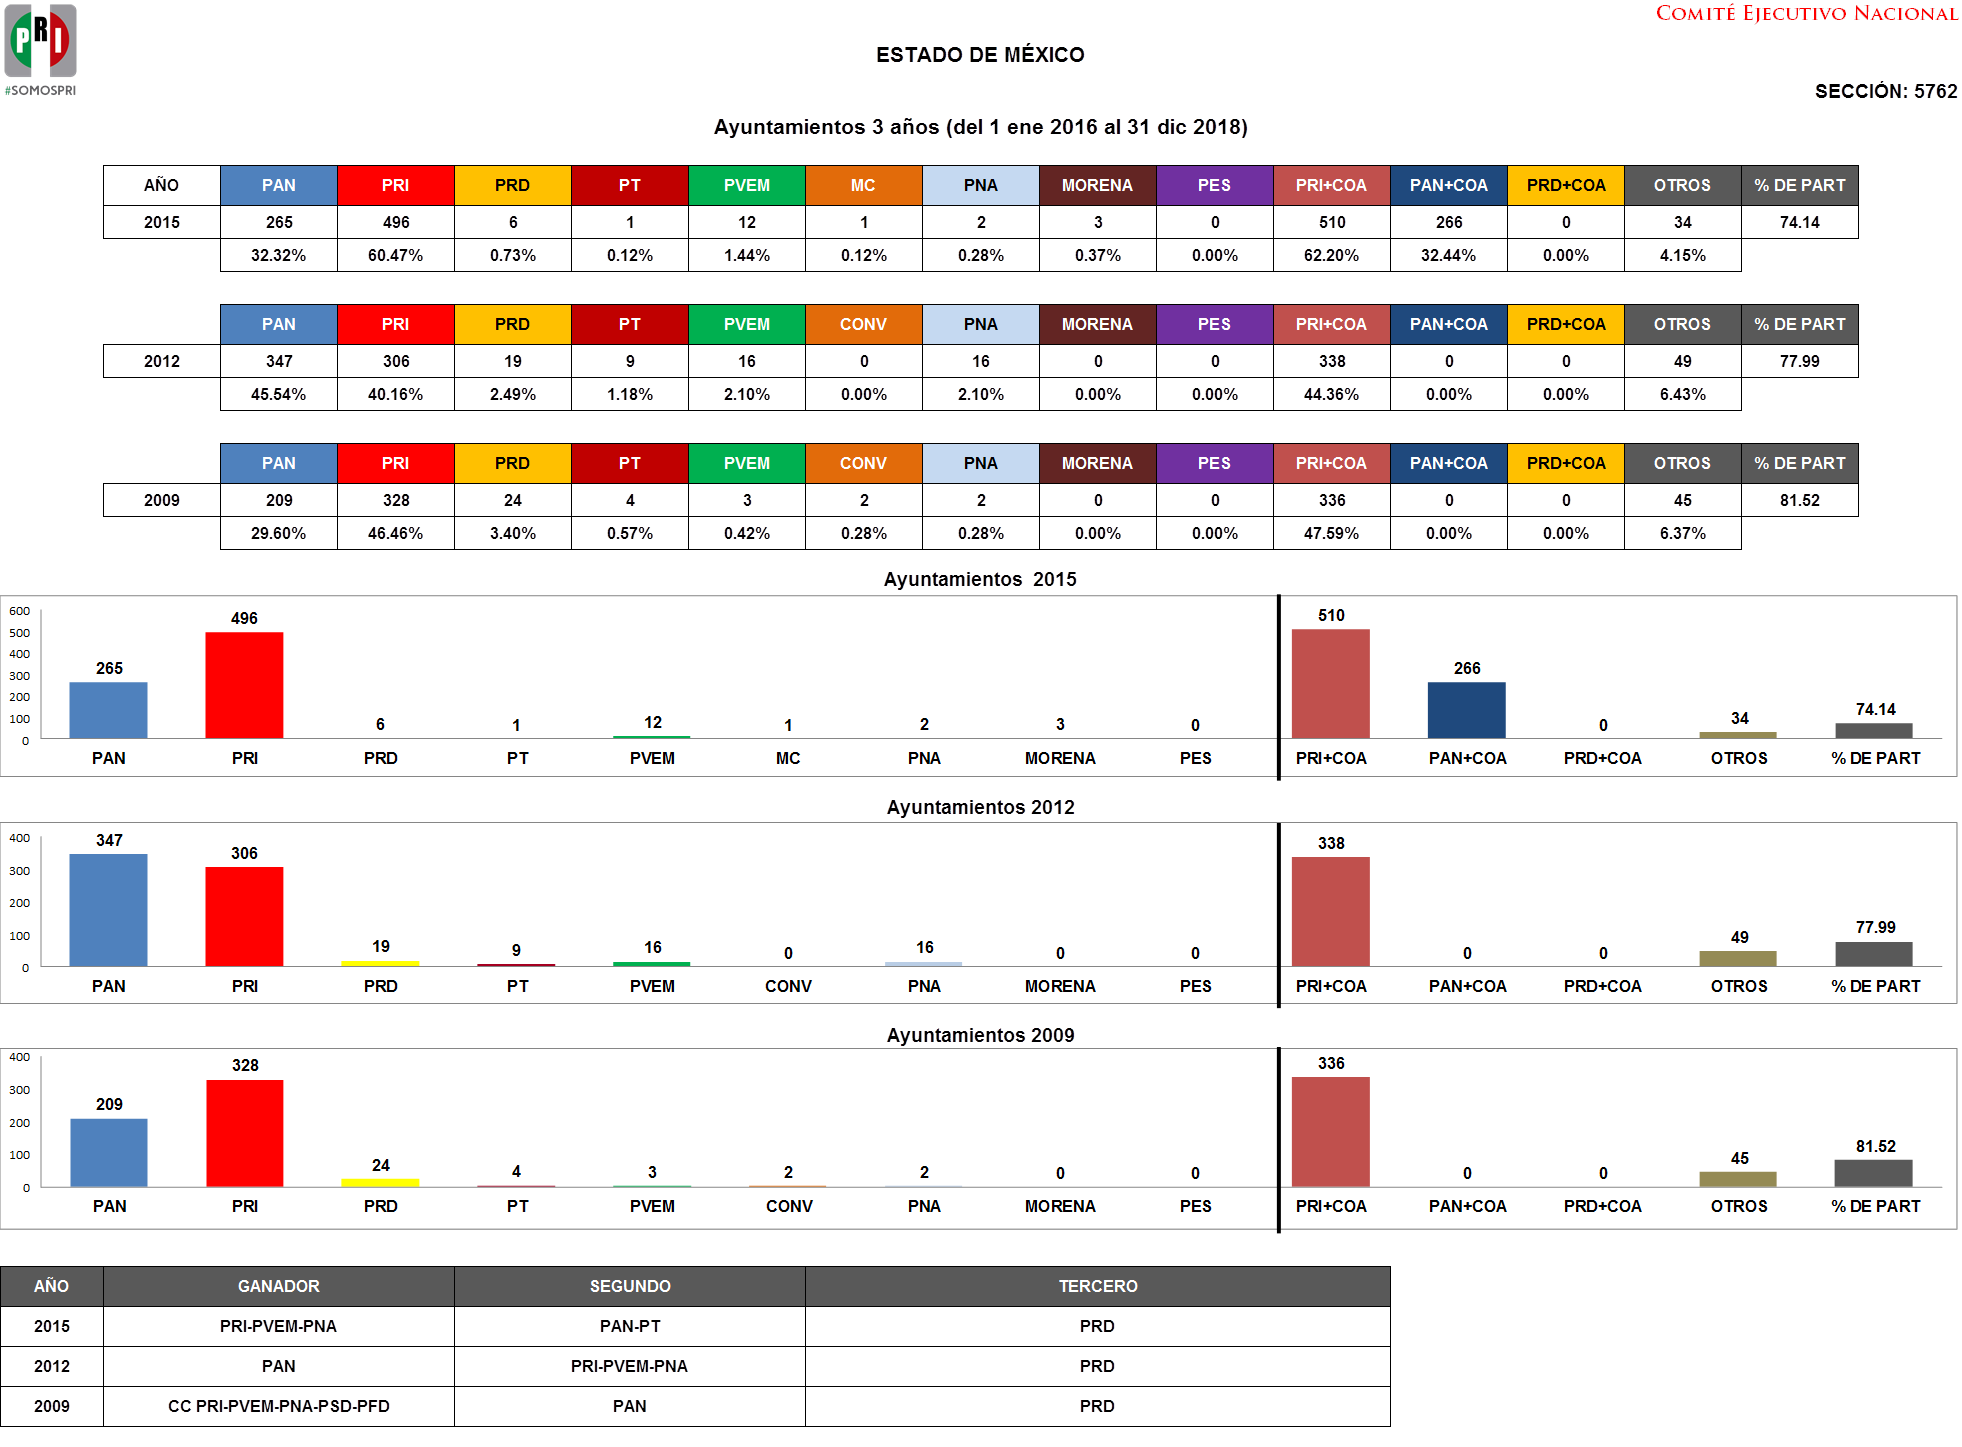 PRI
#SOMOSPRI
COMITÉ EJECUTIVO NACIONAL
ESTADO DE MÉXICO
SECCIÓN: 5762
Ayuntamientos 3 años (del 1 ene 2016 al 31 dic 2018)
AÑO PAN PRI PRD PT PVEM MC PNA MORENA PES PRI+COA PAN+COA PRD+COA OTROS % DE PART
2015 265 496 6 1 12 1 2 3 0 510 266 0 34 74.14
32.32% 60.47% 0.73% 0.12% 1.44% 0.12% 0.28% 0.37% 0.00% 62.20% 32.44% 0.00% 4.15%
PAN PRI PRD PT PVEM CONV PNA MORENA PES PRI+COA PAN+COA PRD+COA OTROS % DE PART
2012 347 306 19 9 16 0 16 0 0 338 0 0 49 77.99
45.54% 40.16% 2.49% 1.18% 2.10% 0.00% 2.10% 0.00% 0.00% 44.36% 0.00% 0.00% 6.43%
PAN PRI PRD PT PVEM CONV PNA MORENA PES PRI+COA PAN+COA PRD+COA OTROS % DE PART
2009 209 328 24 4 3 2 2 0 0 336 0 0 45 81.52
29.60% 46.46% 3.40% 0.57% 0.42% 0.28% 0.28% 0.00% 0.00% 47.59% 0.00% 0.00% 6.37%
Ayuntamientos 2015
600
500
400
300
200
100
0
265 496 6 1 12 1 2 3 0 510 266 0 34 74.14
PAN PRI PRD PT PVEM MC PNA MORENA PES PRI+COA PAN+COA PRD+COA OTROS % DE PART
Ayuntamientos 2012
400
300
200
100
0
347 306 19 9 16 0 16 0 0 338 0 0 49 77.99
PAN PRI PRD PT PVEM CONV PNA MORENA PES PRI+COA PAN+COA PRD+COA OTROS % DE PART
Ayuntamientos 2009
400
300
200
100
0
209 328 24 4 3 2 2 0 0 336 0 0 45 81.52
PAN PRI PRD PT PVEM CONV PNA MORENA PES PRI+COA PAN+COA PRD+COA OTROS % DE PART
AÑO GANADOR SEGUNDO TERCERO
2015 PRI-PVEM-PNA PAN-PT PRD
2012 PAN PRI-PVEM-PNA PRD
2009 CC PRI-PVEM-PNA-PSD-PFD PAN PRD